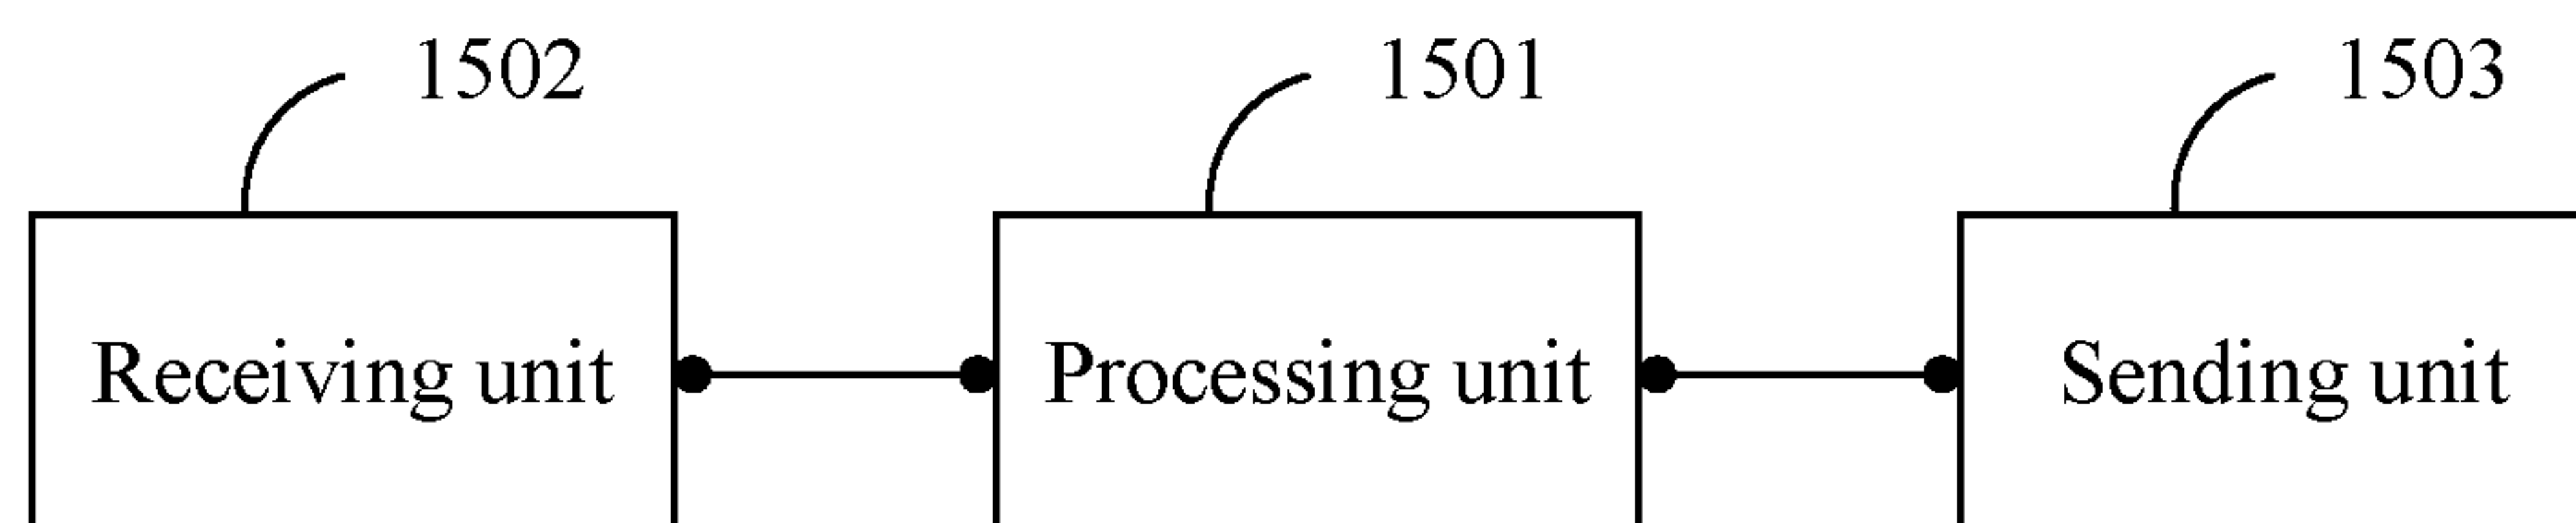 1502 1501 1503
Receiving unit Processing unit Sending unit